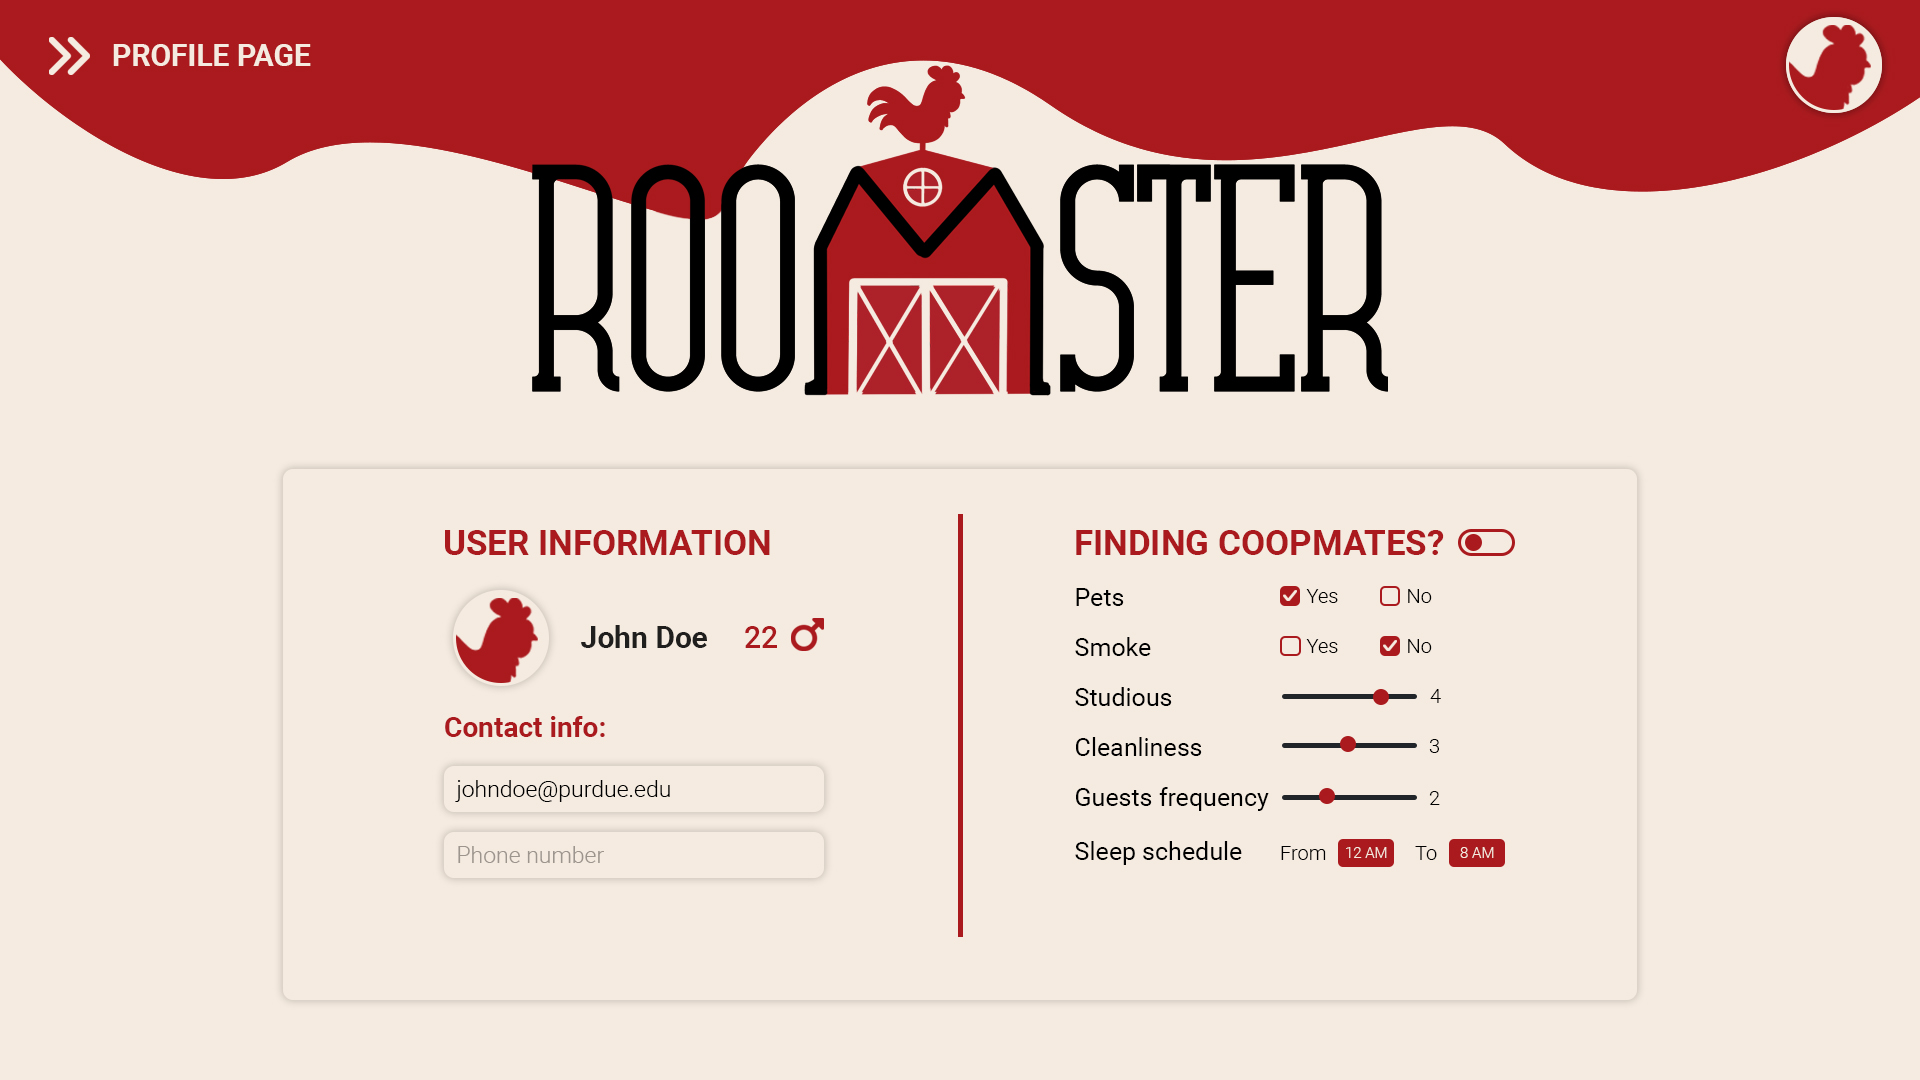 PROFILE PAGE
ROOMSTER
USER INFORMATION
John Doe 22
Contact info:
johndoe@purdue.edu
Phone number
FINDING COOPMATES?
Pets Yes No
Smoke Yes No
Studious 4
Cleanliness 3
Guests frequency 2
Sleep schedule From 12 AM To 8 AM